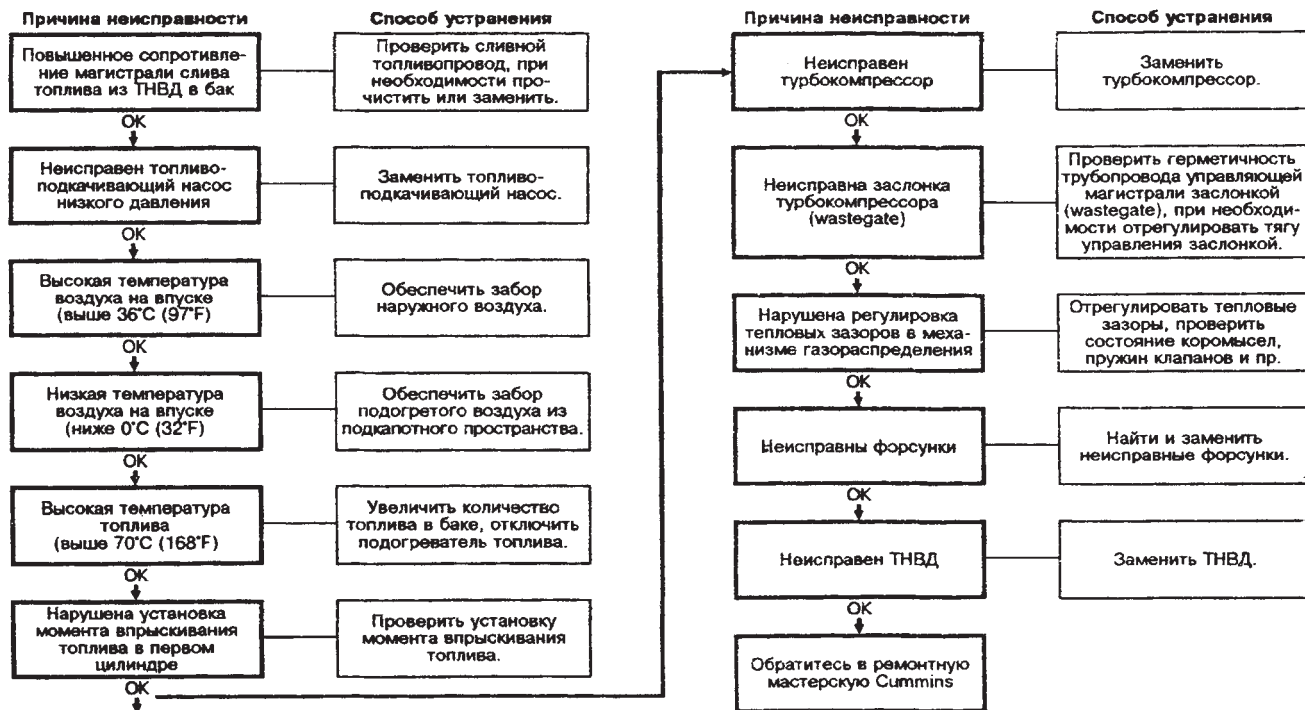 Причина неисправности
Способ устранения
Повышенное сопротивле-
ние магистрали слива
топлива из ТНВД в бак
Проверить сливной
топливопровод, при
необходимости про-
чистить или заменить.
OK
Неисправен топливо-
подкачивающий насос
низкого давления
Заменить топливо-
подкачивающий насос.
OK
Высокая температура
воздуха на впуске
(выше 36°C (97°F)
Обеспечить забор
наружного воздуха.
OK
Низкая температура
воздуха на впуске
(ниже 0°C (32°F)
Обеспечить забор
подогретого воздуха из
подкапотного пространства.
OK
Высокая температура
топлива
(выше 70°C (168°F)
Увеличить количество
топлива в баке, отключить
подогреватель топлива.
OK
Нарушена установка
момента впрыскивания
топлива в первом
цилиндре
Проверить установку
момента впрыскивания
топлива.
OK
Причина неисправности
Способ устранения
Неисправен
турбокомпрессор
Заменить
турбокомпрессор.
OK
Неисправна заслонка
турбокомпрессора
(wastegate)
Проверить герметичность
трубопровода управляющей
магистрали заслонкой
(wastegate), при необходи-
мости отрегулировать тягу
управления заслонкой.
OK
Нарушена регулировка
тепловых зазоров в меха-
низме газораспределения
Отрегулировать тепловые
зазоры, проверить
состояние коромысел,
пружин клапанов и пр.
OK
Неисправны форсунки
Найти и заменить
неисправные форсунки.
OK
Неисправен ТНВД
Заменить ТНВД.
OK
Обратитесь в ремонтную
мастерскую Cummins